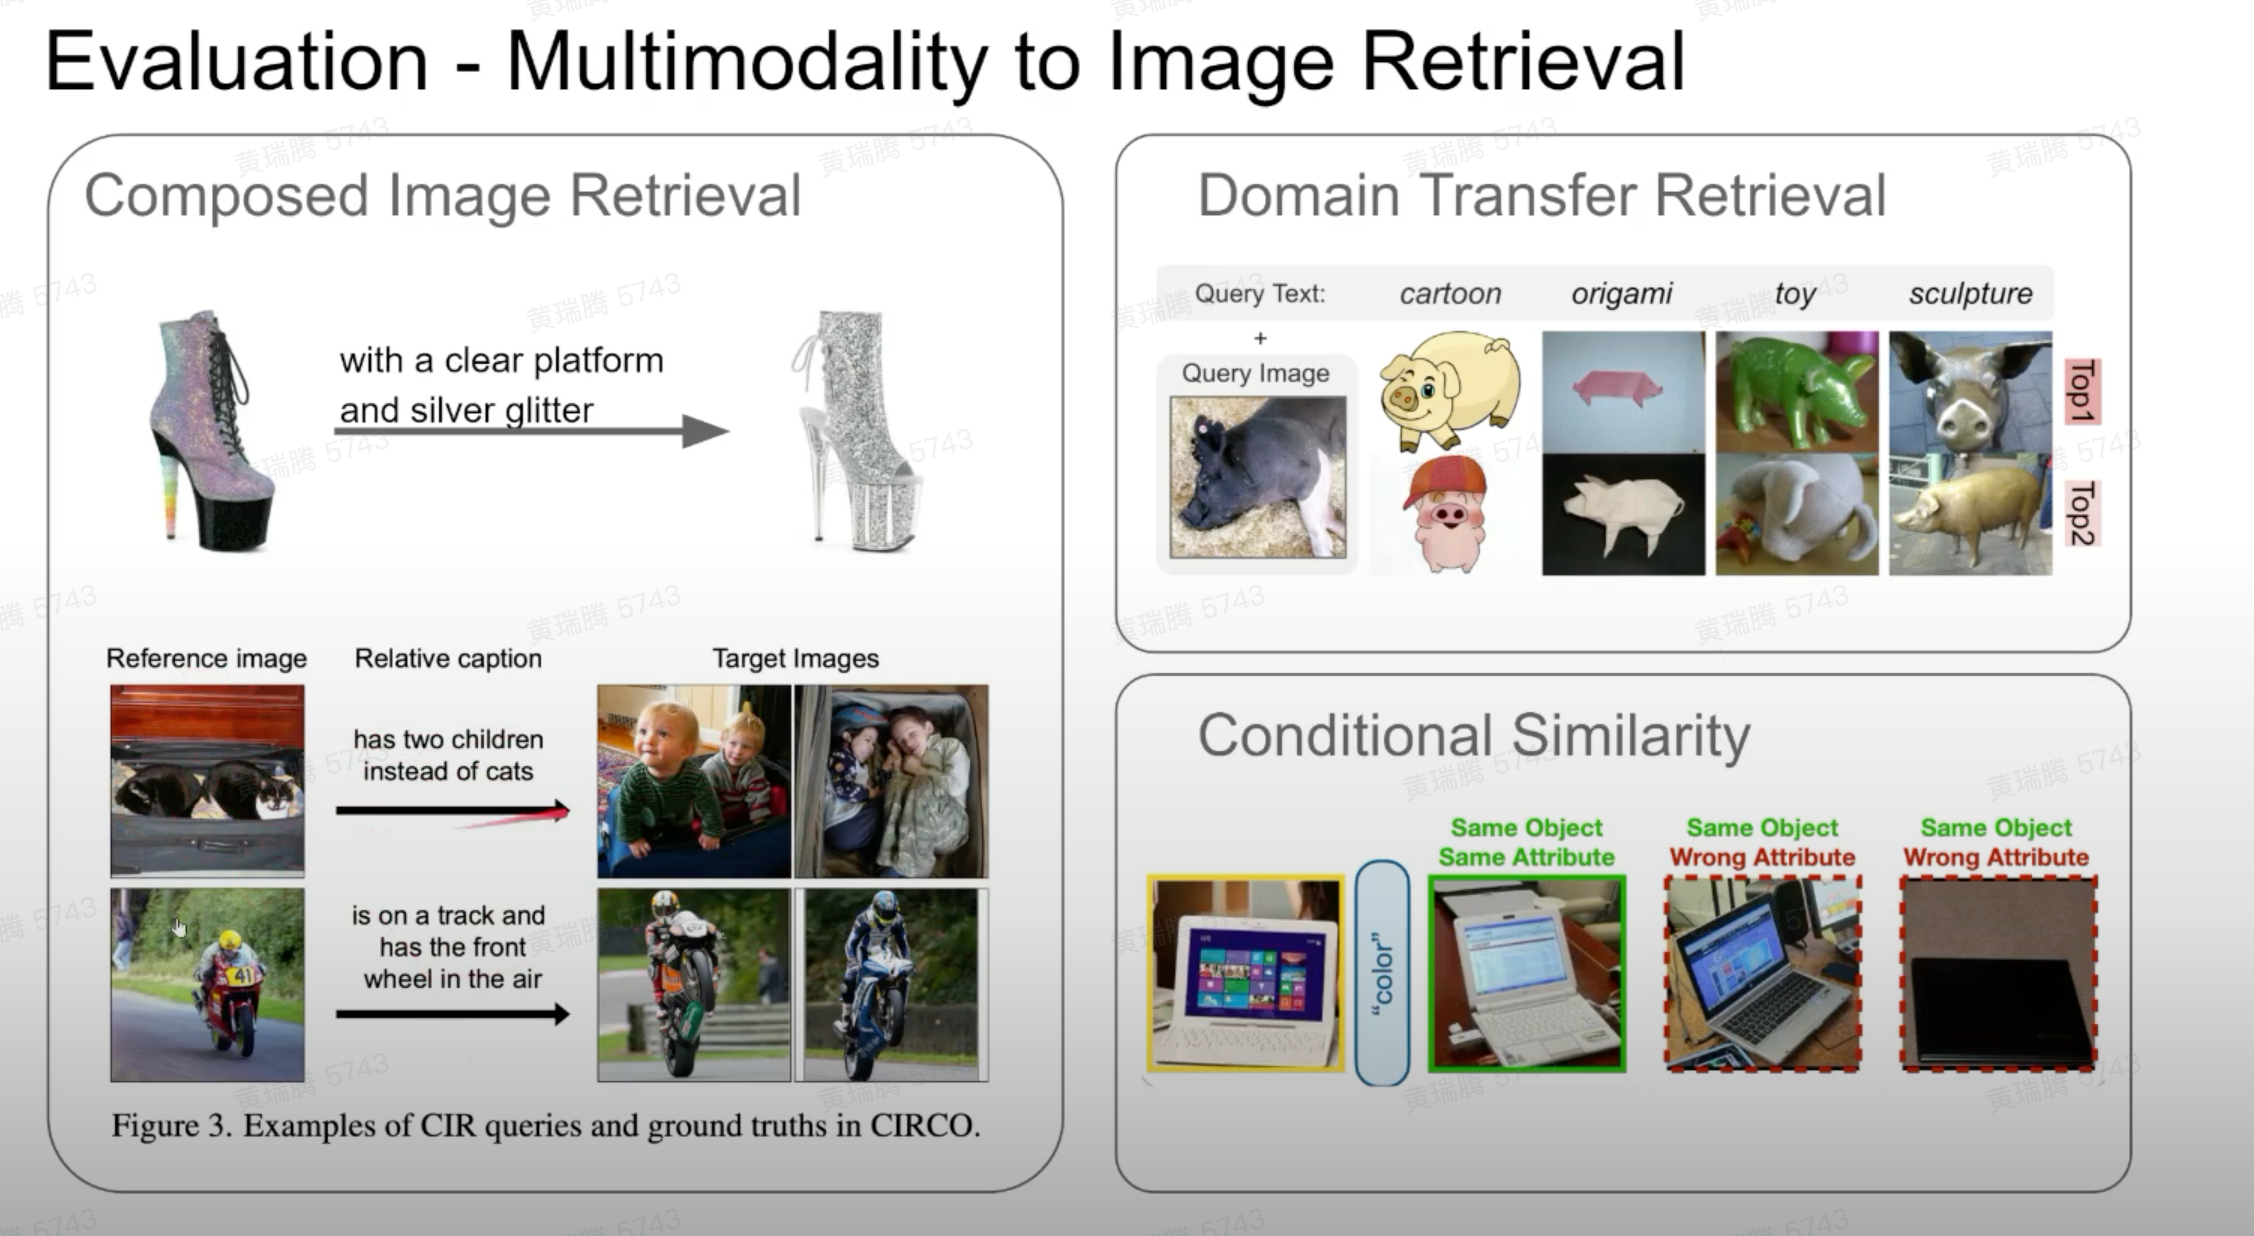 Evaluation - Multimodality to Image Retrieval
Composed Image Retrieval
with a clear platform
and silver glitter
Reference image
Relative caption
Target Images
has two children
instead of cats
41
is on a track and
has the front
wheel in the air
Figure 3. Examples of CIR queries and ground truths in CIRCO.
Domain Transfer Retrieval
Query Text: cartoon origami toy sculpture
+
Query Image
Top1
Top2
Conditional Similarity
"color"
Same Object
Same Attribute
Same Object
Wrong Attribute
Same Object
Wrong Attribute
黄瑞腾 5743